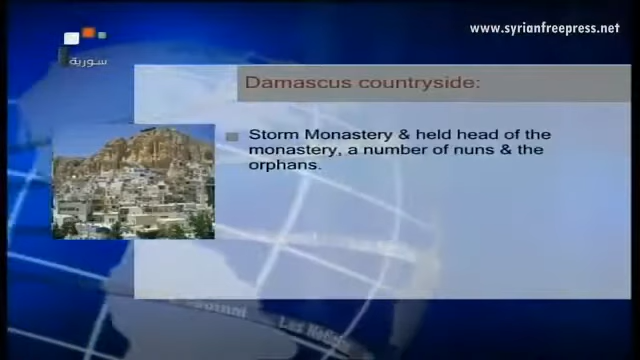 www.syrianfreepress.net
سورية
Damascus countryside:
Storm Monastery & held head of the
monastery, a number of nuns & the
orphans.